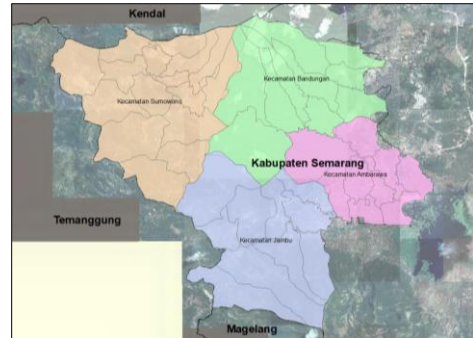 Kendal
Kecamatan Bandungan
Kecamatan Sumowono
Kabupaten Semarang
Kecamatan Ambarawa
Temanggung
Kecamatan Jambu
Magelang